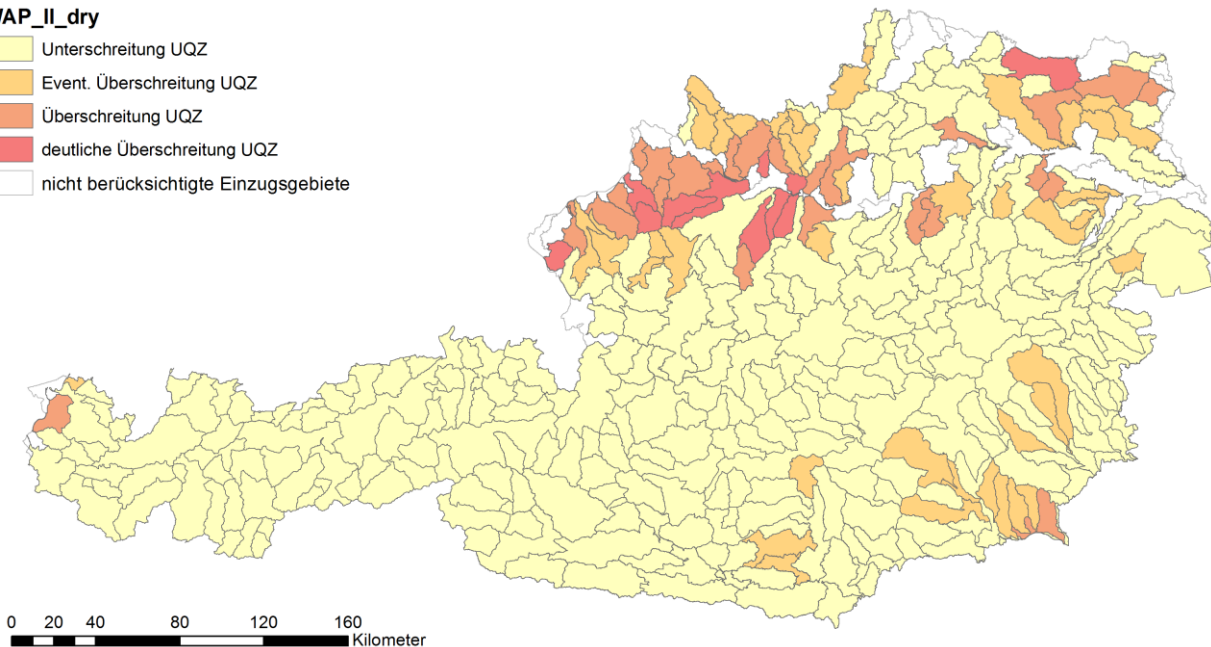 WAP_II_dry
Unterschreitung UQZ
Event. Überschreitung UQZ
Überschreitung UQZ
deutliche Überschreitung UQZ
nicht berücksichtigte Einzugsgebiete
0 20 40 80 120 160
Kilometer